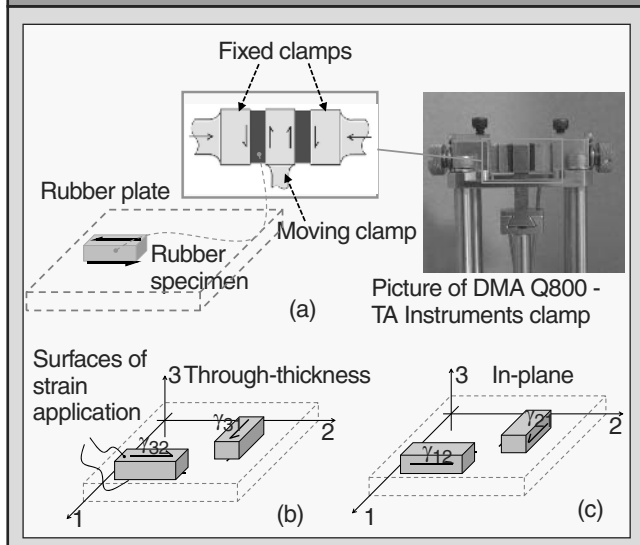 Fixed clamps
Rubber plate
Moving clamp
Rubber
specimen
(a)
Picture of DMA Q800 -
TA Instruments clamp
Surfaces of
strain
application
3 Through-thickness
γ31
2
γ32
1
(b)
3
In-plane
γ21
2
γ12
1
(c)